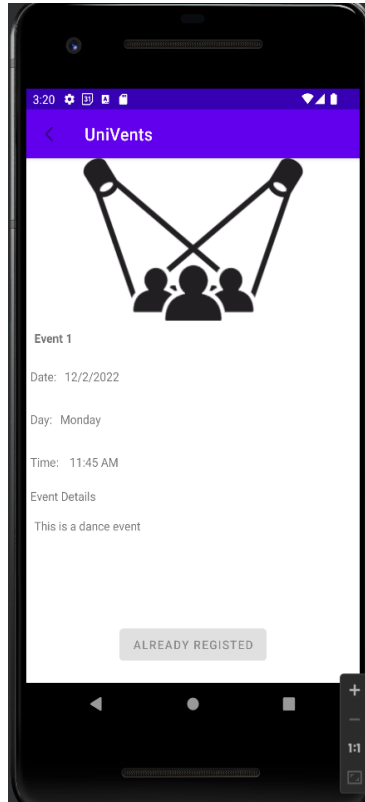 3:20
31
A
UniVents
Event 1
Date: 12/2/2022
Day: Monday
Time: 11:45 AM
Event Details
This is a dance event
ALREADY REGISTED
1:1